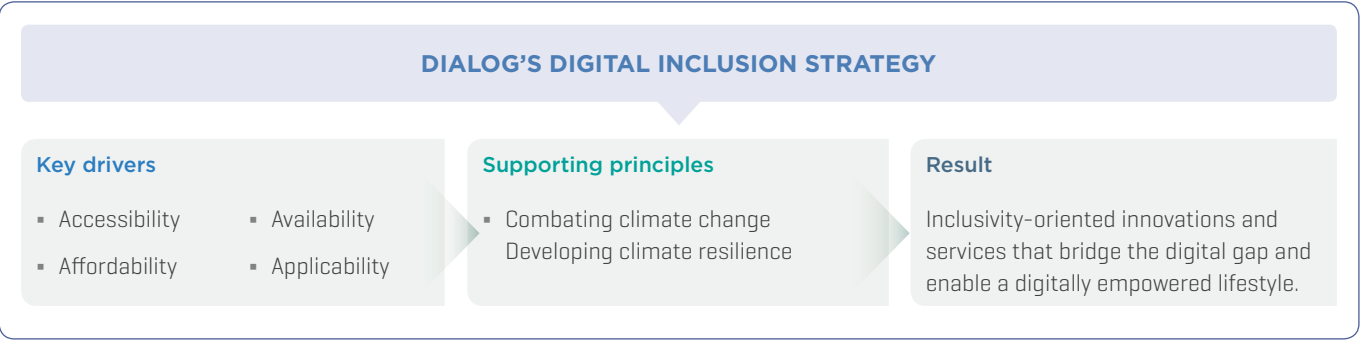 DIALOG'S DIGITAL INCLUSION STRATEGY
Key drivers
▪ Accessibility
▪ Availability
▪ Affordability
▪ Applicability
Supporting principles
▪ Combating climate change
Developing climate resilience
Result
Inclusivity-oriented innovations and
services that bridge the digital gap and
enable a digitally empowered lifestyle.